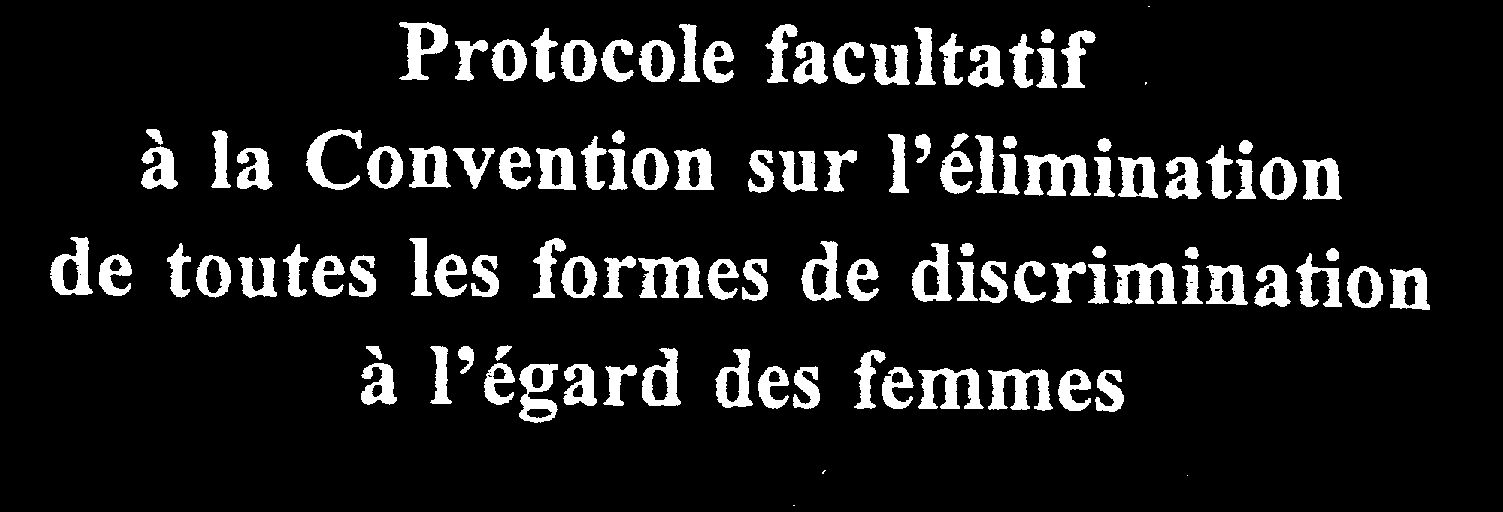 Protocole facultatif
à la Convention sur l’élimination
de toutes les formes de discrimination
à l’égard des femmes